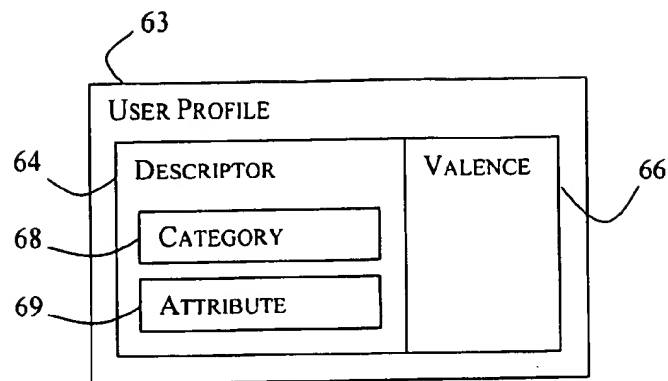 63
USER PROFILE
64
DESCRIPTOR
VALENCE
66
68
CATEGORY
69
ATTRIBUTE